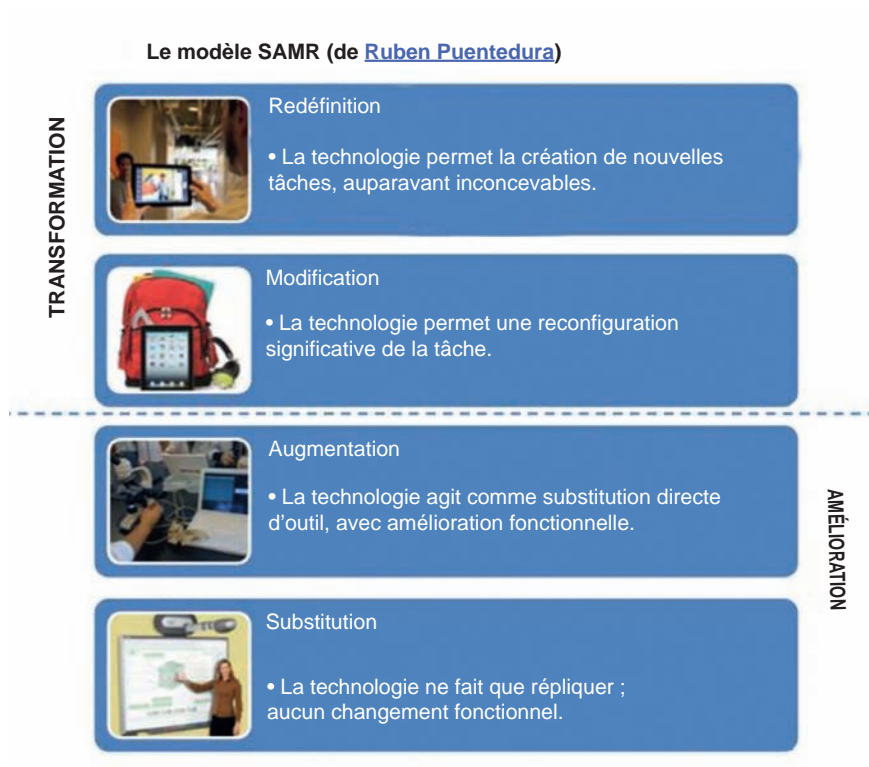 Le modèle SAMR (de Ruben Puentedura)
TRANSFORMATION
Redéfinition
• La technologie permet la création de nouvelles
tâches, auparavant inconcevables.
Modification
• La technologie permet une reconfiguration
significative de la tâche.
Augmentation
• La technologie agit comme substitution directe
d’outil, avec amélioration fonctionnelle.
AMÉLIORATION
Substitution
• La technologie ne fait que répliquer ;
aucun changement fonctionnel.